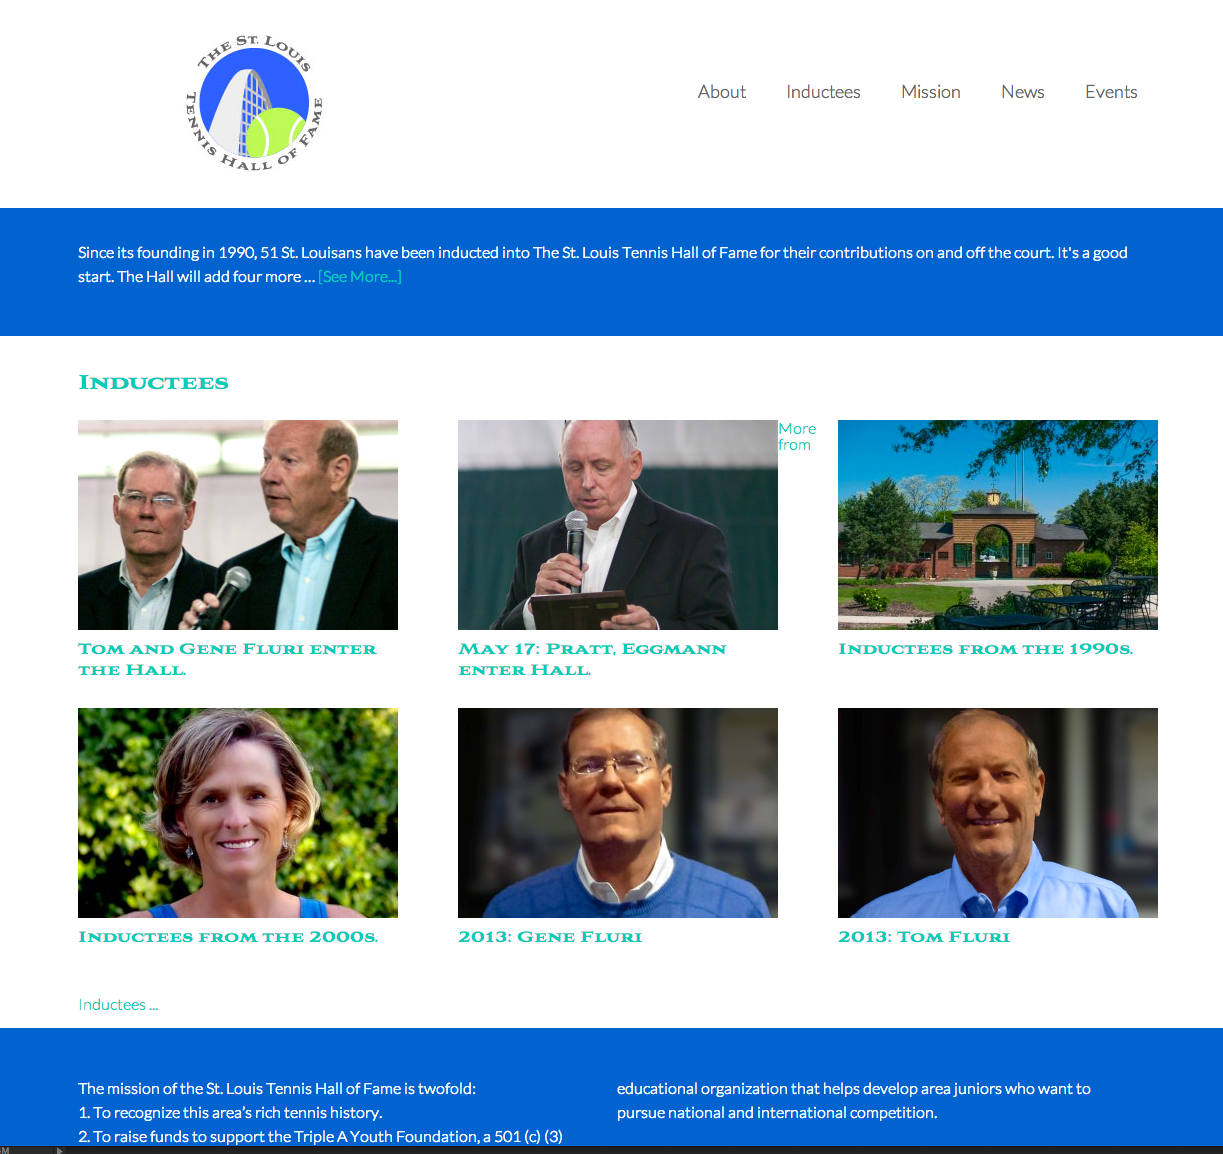 The St. Louis
Tennis Hall of Fame
About Inductees Mission News Events
Since its founding in 1990, 51 St. Louisans have been inducted into The St. Louis Tennis Hall of Fame for their contributions on and off the court. It's a good
start. The Hall will add four more ... [See More...]
Inductees
More
from
Tom and Gene Fluri enter
the Hall.
May 17: Pratt, Eggmann
enter Hall.
Inductees from the 1990s.
Inductees from the 2000s.
2013: Gene Fluri
2013: Tom Fluri
Inductees ...
The mission of the St. Louis Tennis Hall of Fame is twofold:
1. To recognize this area's rich tennis history.
2. To raise funds to support the Triple A Youth Foundation, a 501 (c) (3)
educational organization that helps develop area juniors who want to
pursue national and international competition.